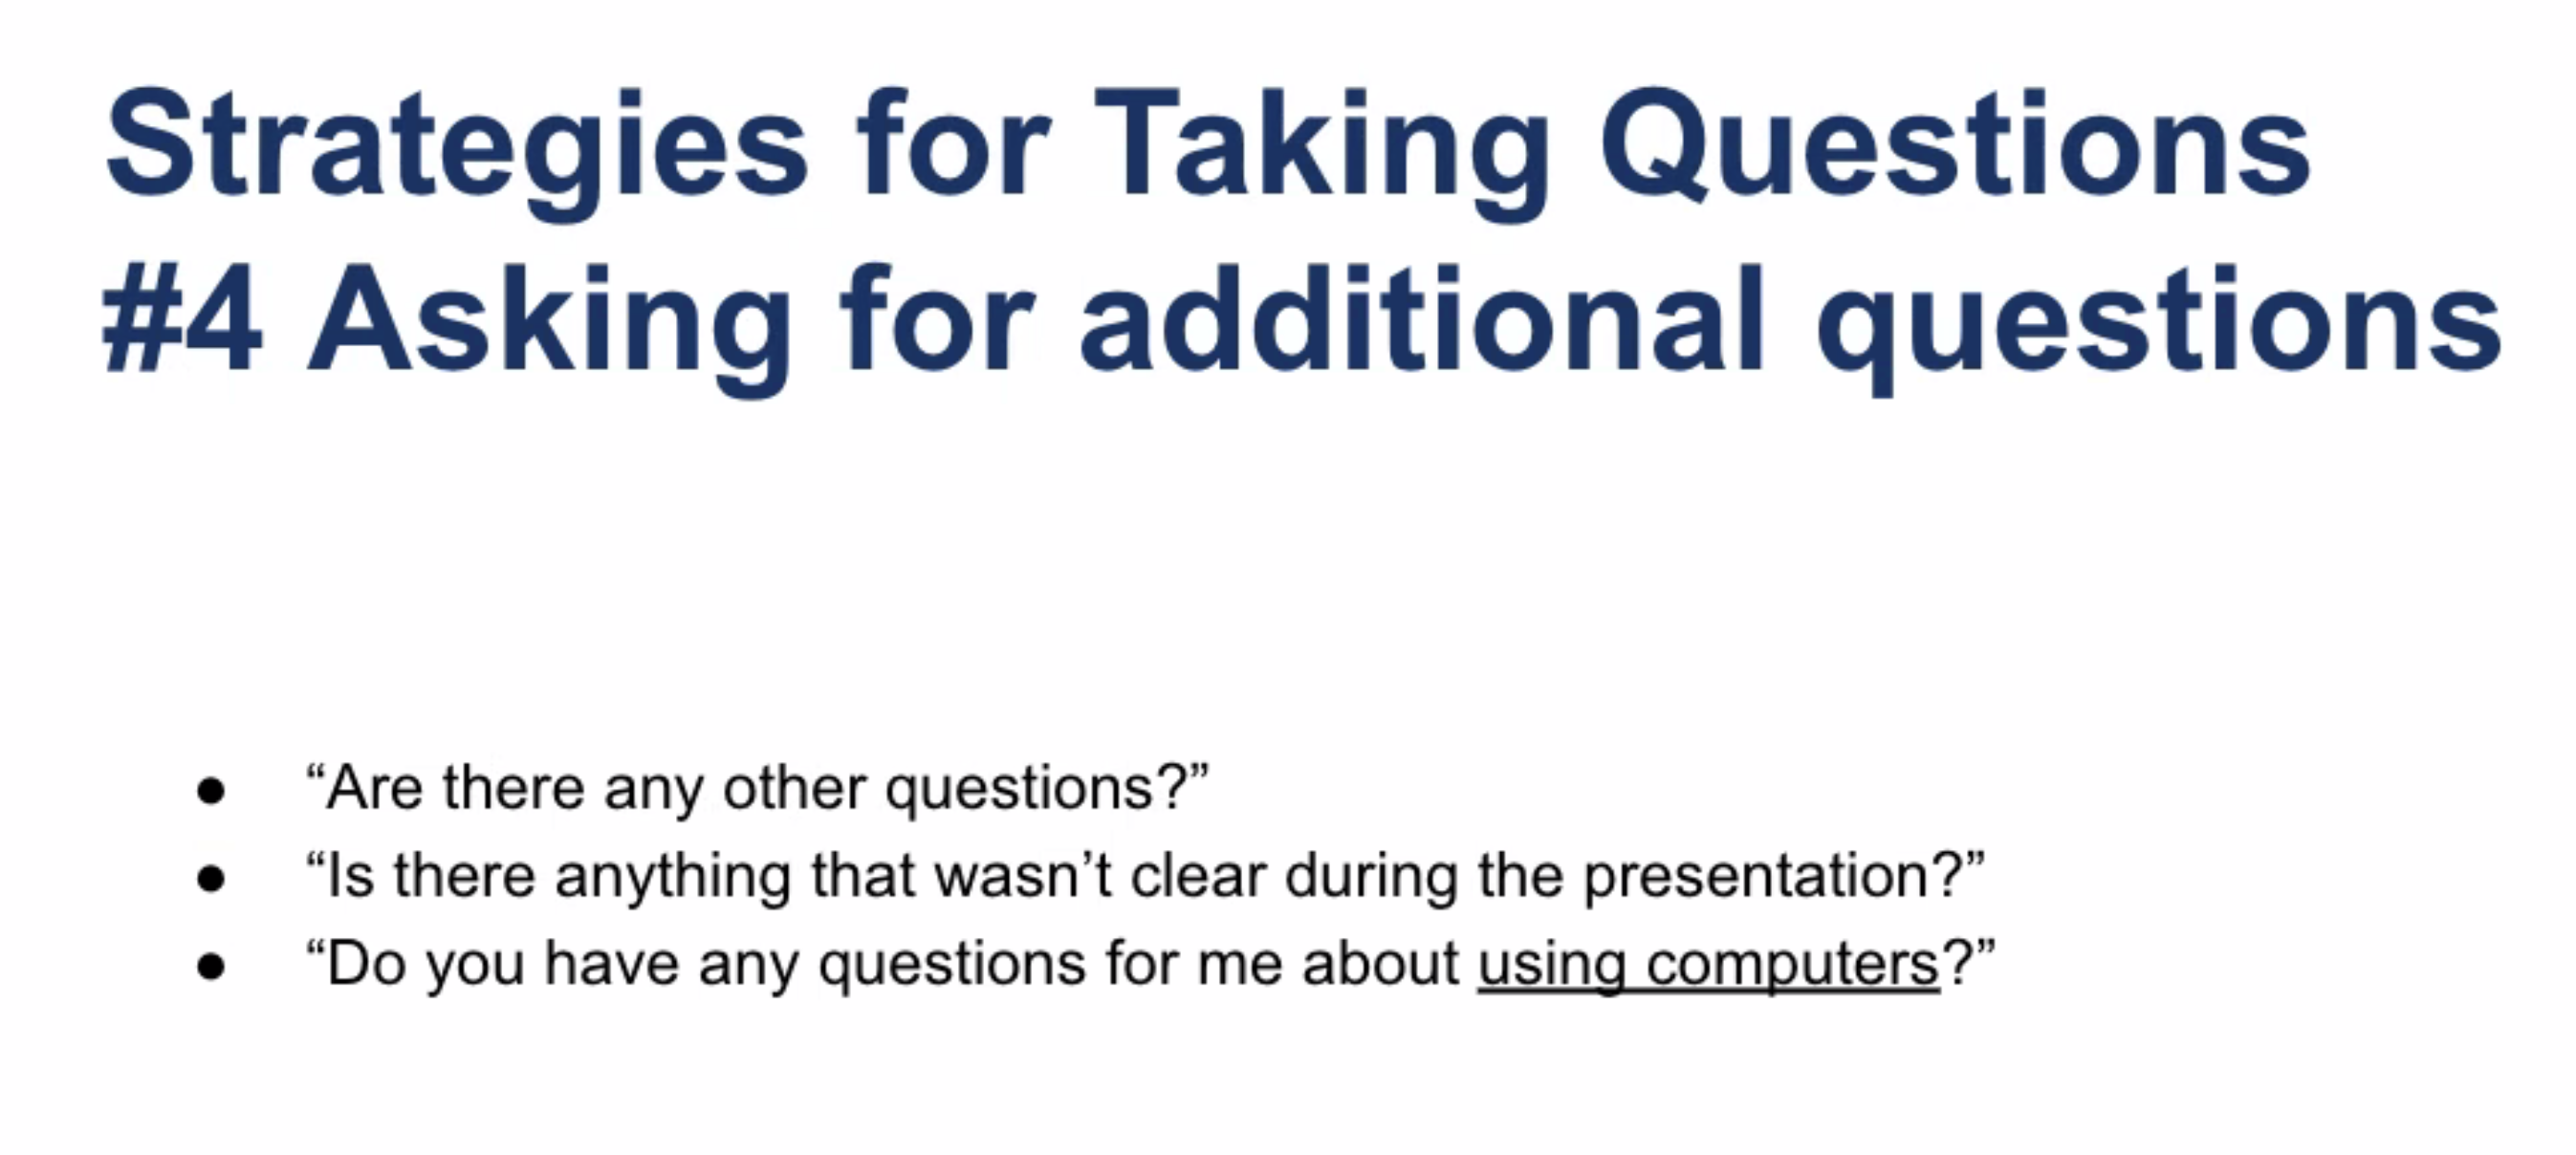 Strategies for Taking Questions
#4 Asking for additional questions
● “Are there any other questions?”
● “Is there anything that wasn’t clear during the presentation?”
● “Do you have any questions for me about using computers?”